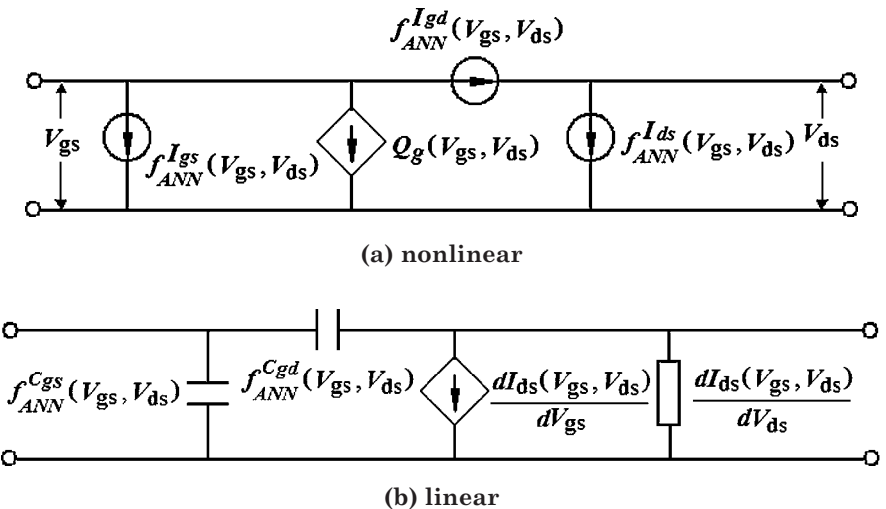 f_ANN^Igd(Vgs, Vds)
Vgs
f_ANN^Igs(Vgs, Vds)
Qg(Vgs, Vds)
f_ANN^Ids(Vgs, Vds)
Vds
(a) nonlinear
f_ANN^Cgs(Vgs, Vds)
f_ANN^Cgd(Vgs, Vds)
dIds(Vgs, Vds)
dVgs
dIds(Vgs, Vds)
dVds
(b) linear